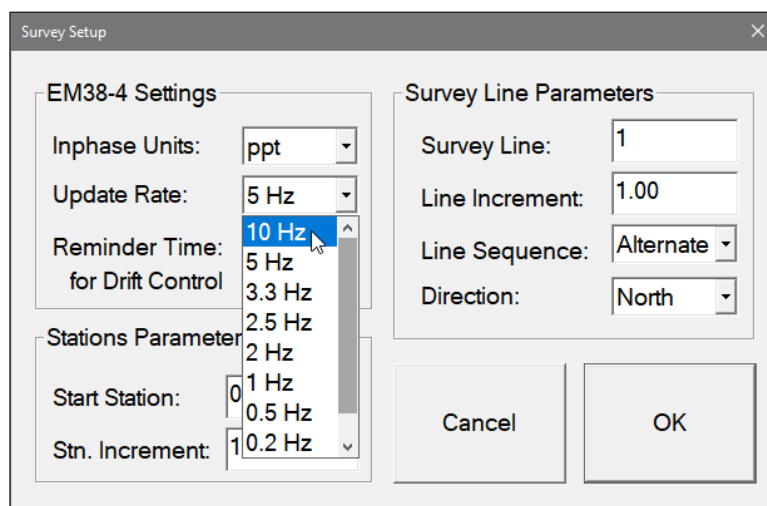 Survey Setup
EM38-4 Settings
Inphase Units: ppt
Update Rate: 5 Hz
10 Hz
5 Hz
3.3 Hz
2.5 Hz
2 Hz
1 Hz
0.5 Hz
0.2 Hz
Reminder Time:
for Drift Control
Stations Parameter
Start Station: 0
Stn. Increment: 1
Survey Line Parameters
Survey Line: 1
Line Increment: 1.00
Line Sequence: Alternate
Direction: North
Cancel
OK